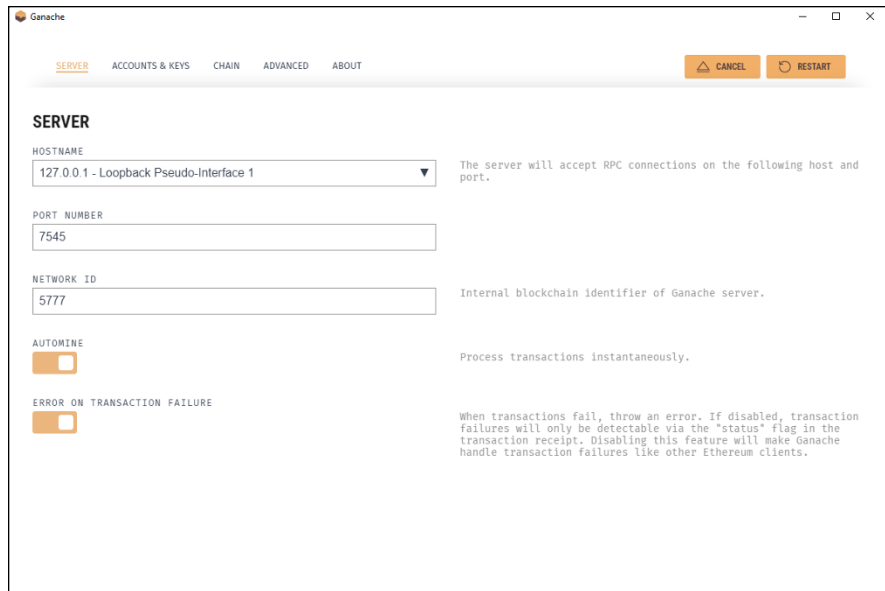 Ganache
SERVER ACCOUNTS & KEYS CHAIN ADVANCED ABOUT CANCEL RESTART
SERVER
HOSTNAME
127.0.0.1 - Loopback Pseudo-Interface 1
The server will accept RPC connections on the following host and
port.
PORT NUMBER
7545
NETWORK ID
5777
Internal blockchain identifier of Ganache server.
AUTOMINE
Process transactions instantaneously.
ERROR ON TRANSACTION FAILURE
When transactions fail, throw an error. If disabled, transaction
failures will only be detectable via the "status" flag in the
transaction receipt. Disabling this feature will make Ganache
handle transaction failures like other Ethereum clients.